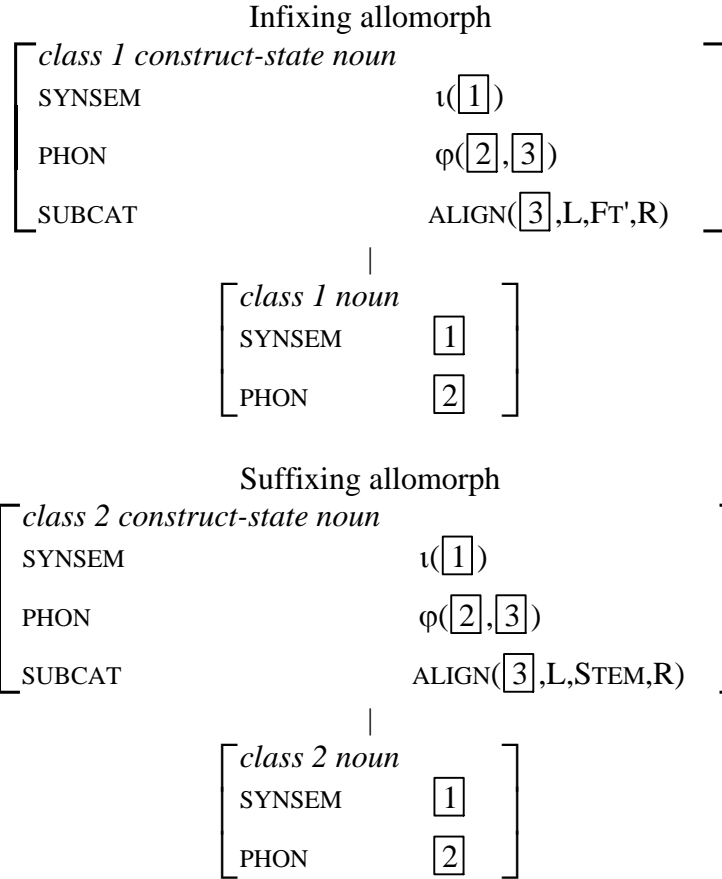 Infixing allomorph
class 1 construct-state noun
SYNSEM ι(1)
PHON φ(2,3)
SUBCAT ALIGN(3,L,FT',R)
class 1 noun
SYNSEM 1
PHON 2
Suffixing allomorph
class 2 construct-state noun
SYNSEM ι(1)
PHON φ(2,3)
SUBCAT ALIGN(3,L,STEM,R)
class 2 noun
SYNSEM 1
PHON 2